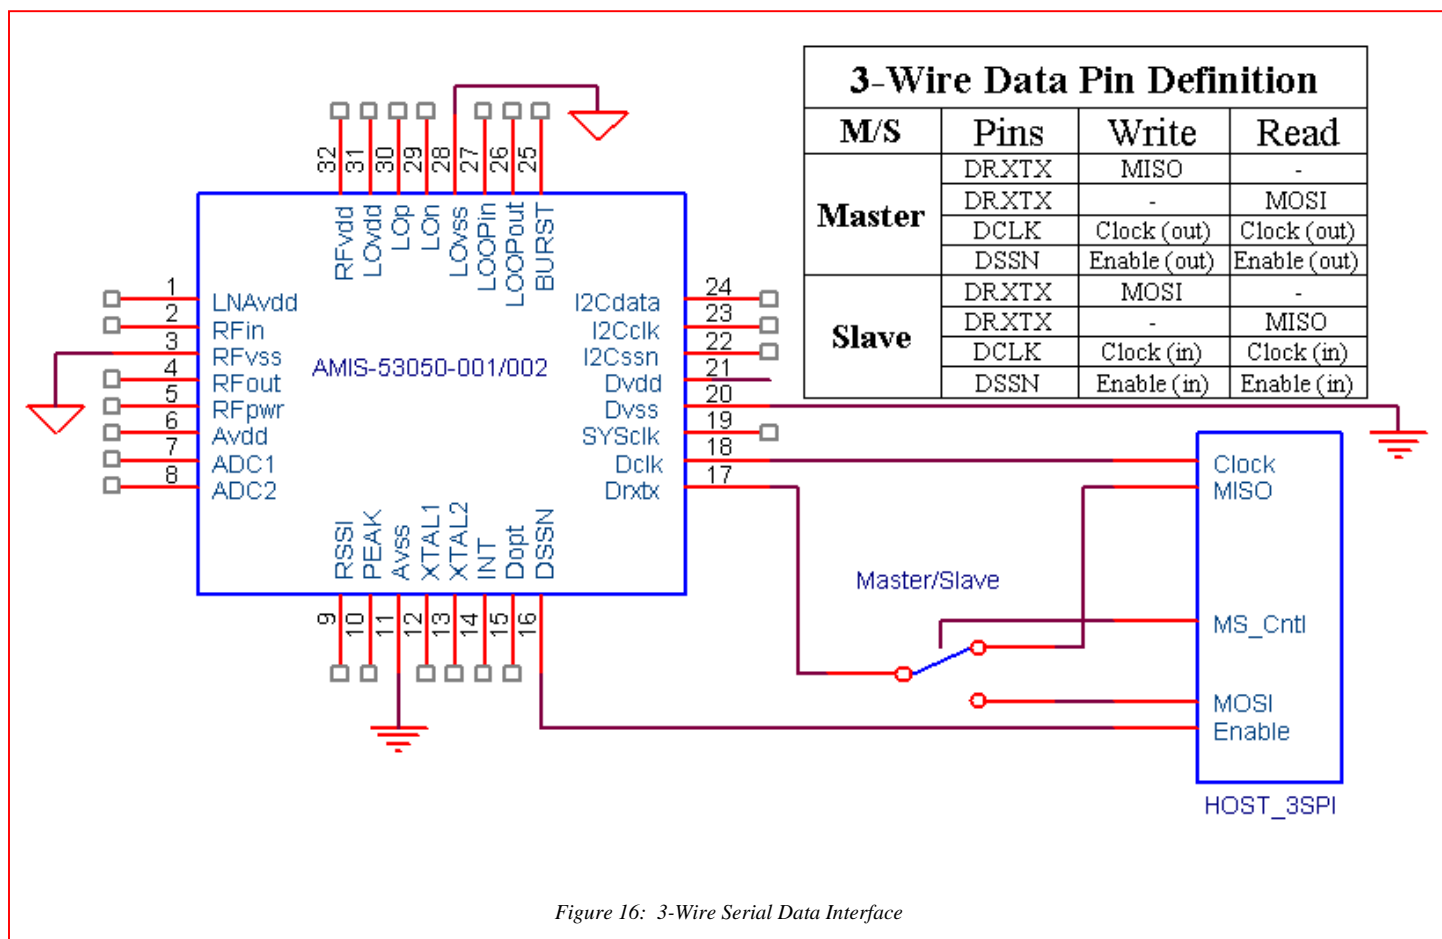 3-Wire Data Pin Definition
M/S Pins Write Read
Master
DRXTX MISO -
DRXTX - MOSI
DCLK Clock (out) Clock (out)
DSSN Enable (out) Enable (out)
Slave
DRXTX MOSI -
DRXTX - MISO
DCLK Clock (in) Clock (in)
DSSN Enable (in) Enable (in)
32 31 30 29 28 27 26 25
RFvdd
LOvdd
LOp
LOn
LOvss
LOOPin
LOOPout
BURST
1 LNAvdd
2 RFin
3 RFvss
4 RFout
5 RFpwr
6 Avdd
7 ADC1
8 ADC2
AMIS-53050-001/002
I2Cdata 24
I2Cclk 23
I2Cssn 22
Dvdd 21
Dvss 20
SYSclk 19
Dclk 18
Drxtx 17
RSSI
PEAK
Avss
XTAL1
XTAL2
INT
Dopt
DSSN
9 10 11 12 13 14 15 16
Master/Slave
Clock
MISO
MS_Cntl
MOSI
Enable
HOST_3SPI
Figure 16: 3-Wire Serial Data Interface